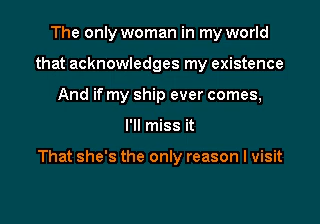 The only woman in my world
that acknowledges my existence
And if my ship ever comes,
I'll miss it
That she's the only reason I visit